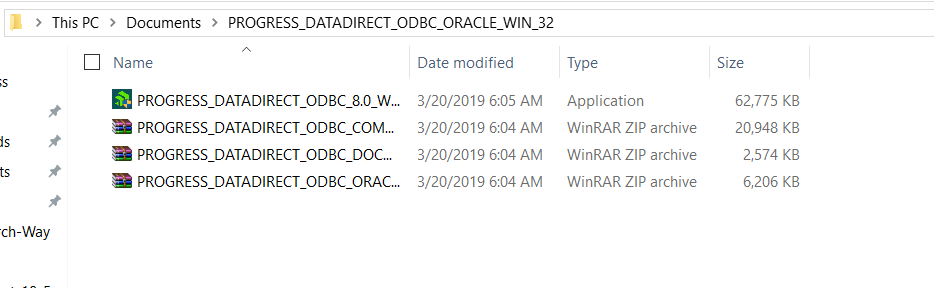 This PC > Documents > PROGRESS_DATADIRECT_ODBC_ORACLE_WIN_32
Name Date modified Type Size
ss
PROGRESS_DATADIRECT_ODBC_8.0_W... 3/20/2019 6:05 AM Application 62,775 KB
PROGRESS_DATADIRECT_ODBC_COM... 3/20/2019 6:04 AM WinRAR ZIP archive 20,948 KB
ds
PROGRESS_DATADIRECT_ODBC_DOC... 3/20/2019 6:04 AM WinRAR ZIP archive 2,574 KB
ts
PROGRESS_DATADIRECT_ODBC_ORAC... 3/20/2019 6:04 AM WinRAR ZIP archive 6,206 KB
rch-Way